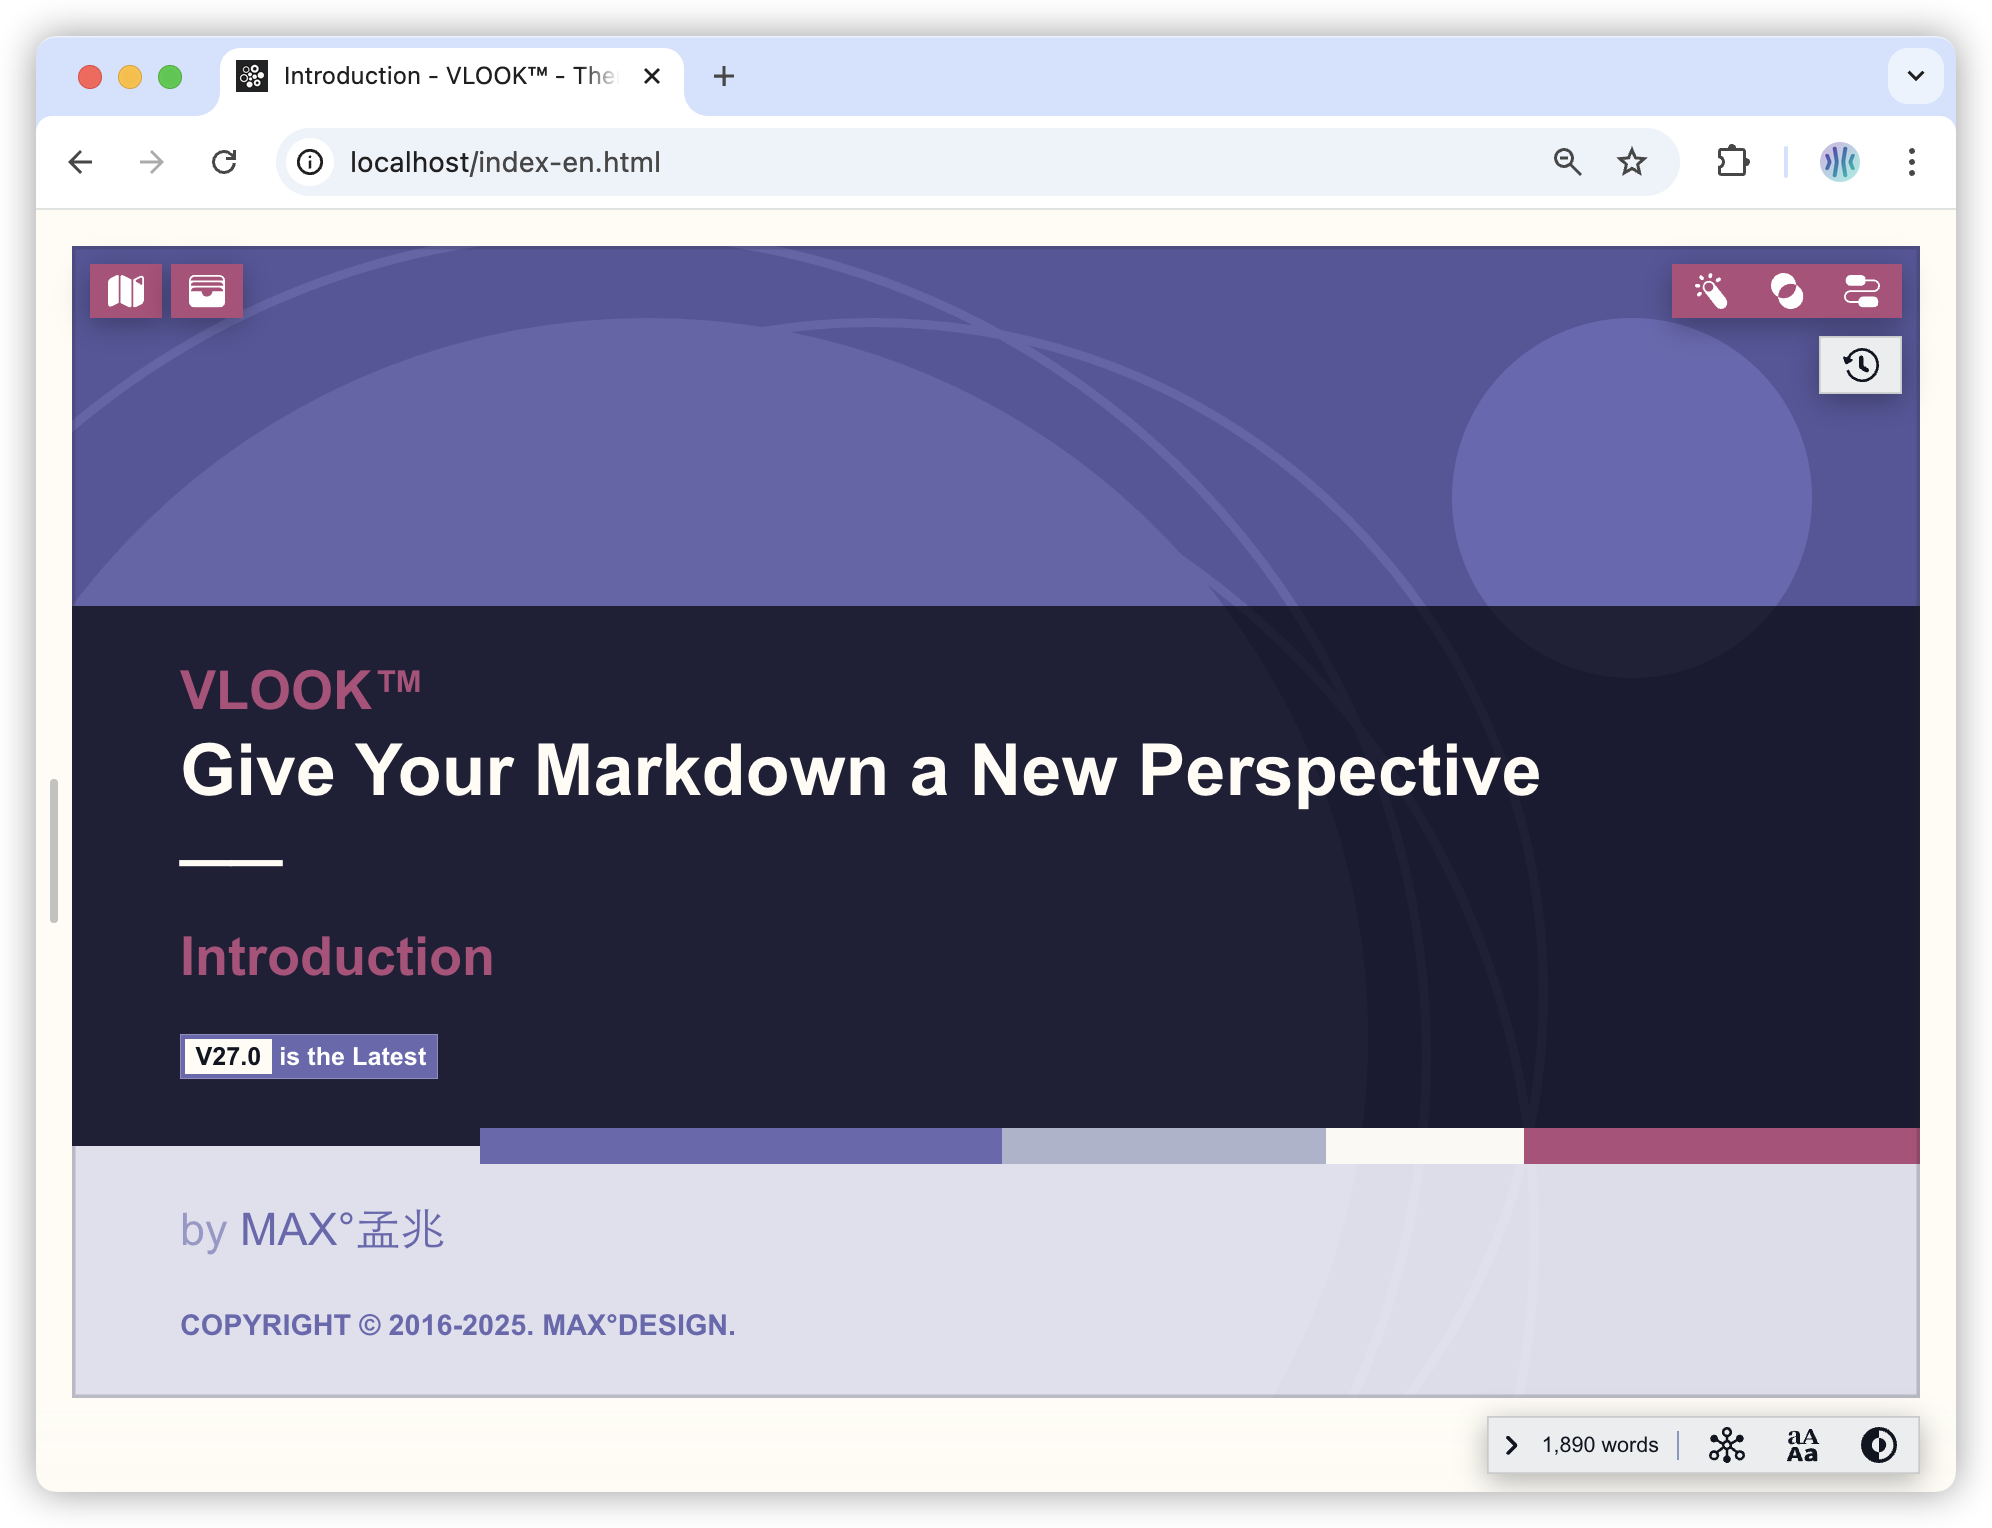 Introduction - VLOOK™ - The
localhost/index-en.html
VLOOK™
Give Your Markdown a New Perspective
Introduction
V27.0 is the Latest
by MAX°孟兆
COPYRIGHT © 2016-2025. MAX°DESIGN.
1,890 words
aA
Aa